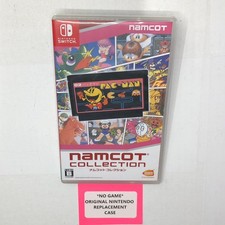 NINTENDO
SWITCH
namcot
PAC-MAN
namcot
COLLECTION
ナムコット コレクション
B
*NO GAME*
ORIGINAL NINTENDO
REPLACEMENT
CASE